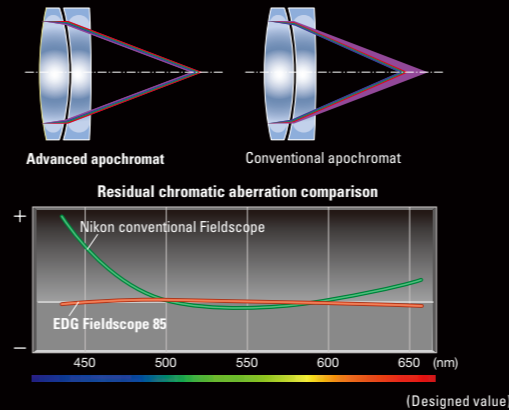 Advanced apochromat
Conventional apochromat
Residual chromatic aberration comparison
+
Nikon conventional Fieldscope
EDG Fieldscope 85
–
450 500 550 600 650 (nm)
(Designed value)